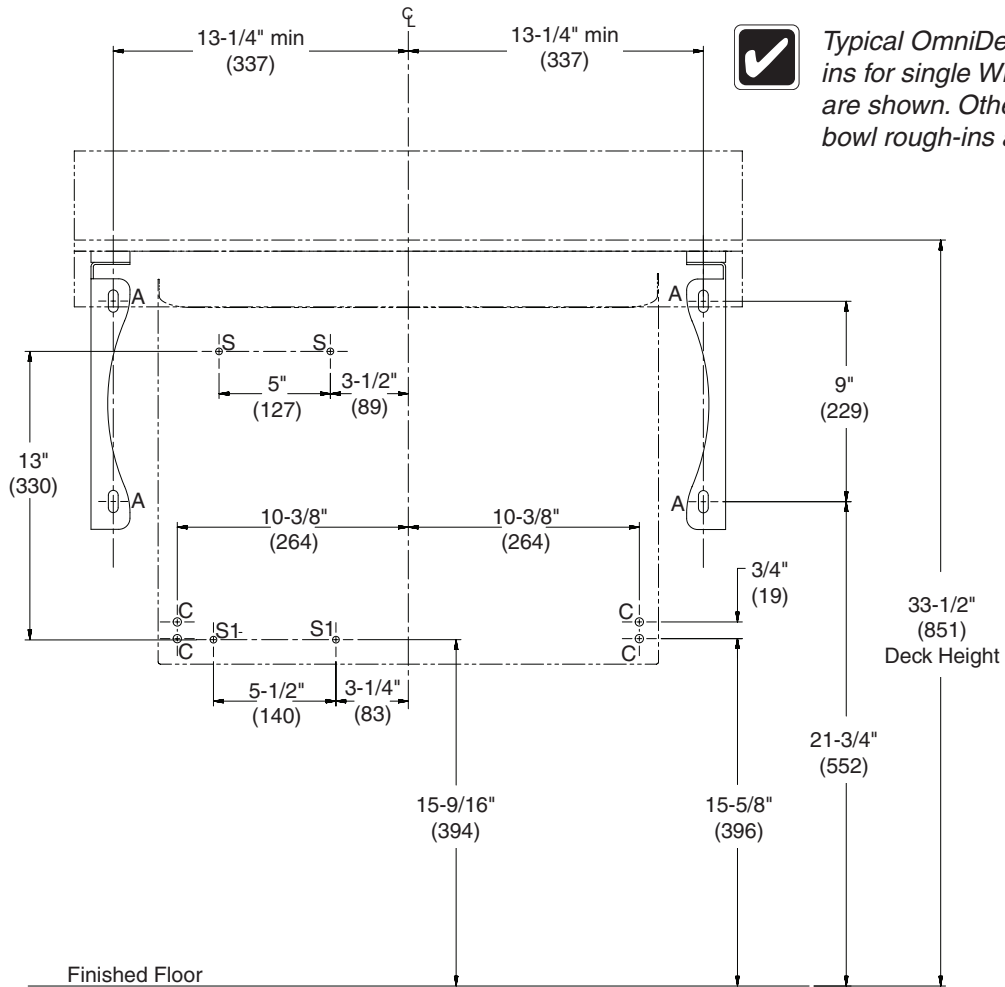 ℄
13-1/4" min
(337)
13-1/4" min
(337)
Typical OmniDe
ins for single W
are shown. Othe
bowl rough-ins
A
A
S
S
5"
(127)
3-1/2"
(89)
9"
(229)
13"
(330)
A
A
10-3/8"
(264)
10-3/8"
(264)
3/4"
(19)
C
C
33-1/2"
(851)
Deck Height
S1
S1
C
C
5-1/2"
(140)
3-1/4"
(83)
21-3/4"
(552)
15-9/16"
(394)
15-5/8"
(396)
Finished Floor